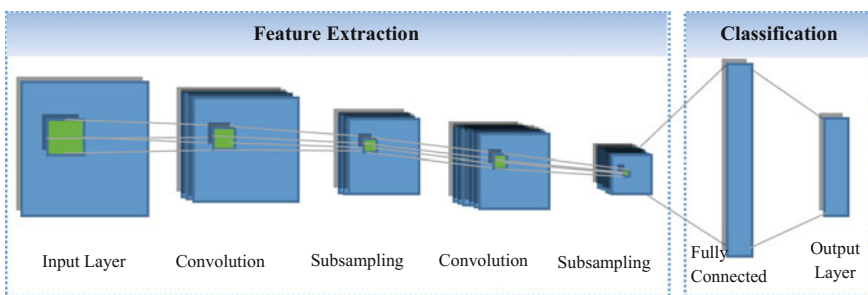 Feature Extraction
Classification
Input Layer
Convolution
Subsampling
Convolution
Subsampling
Fully
Connected
Output
Layer